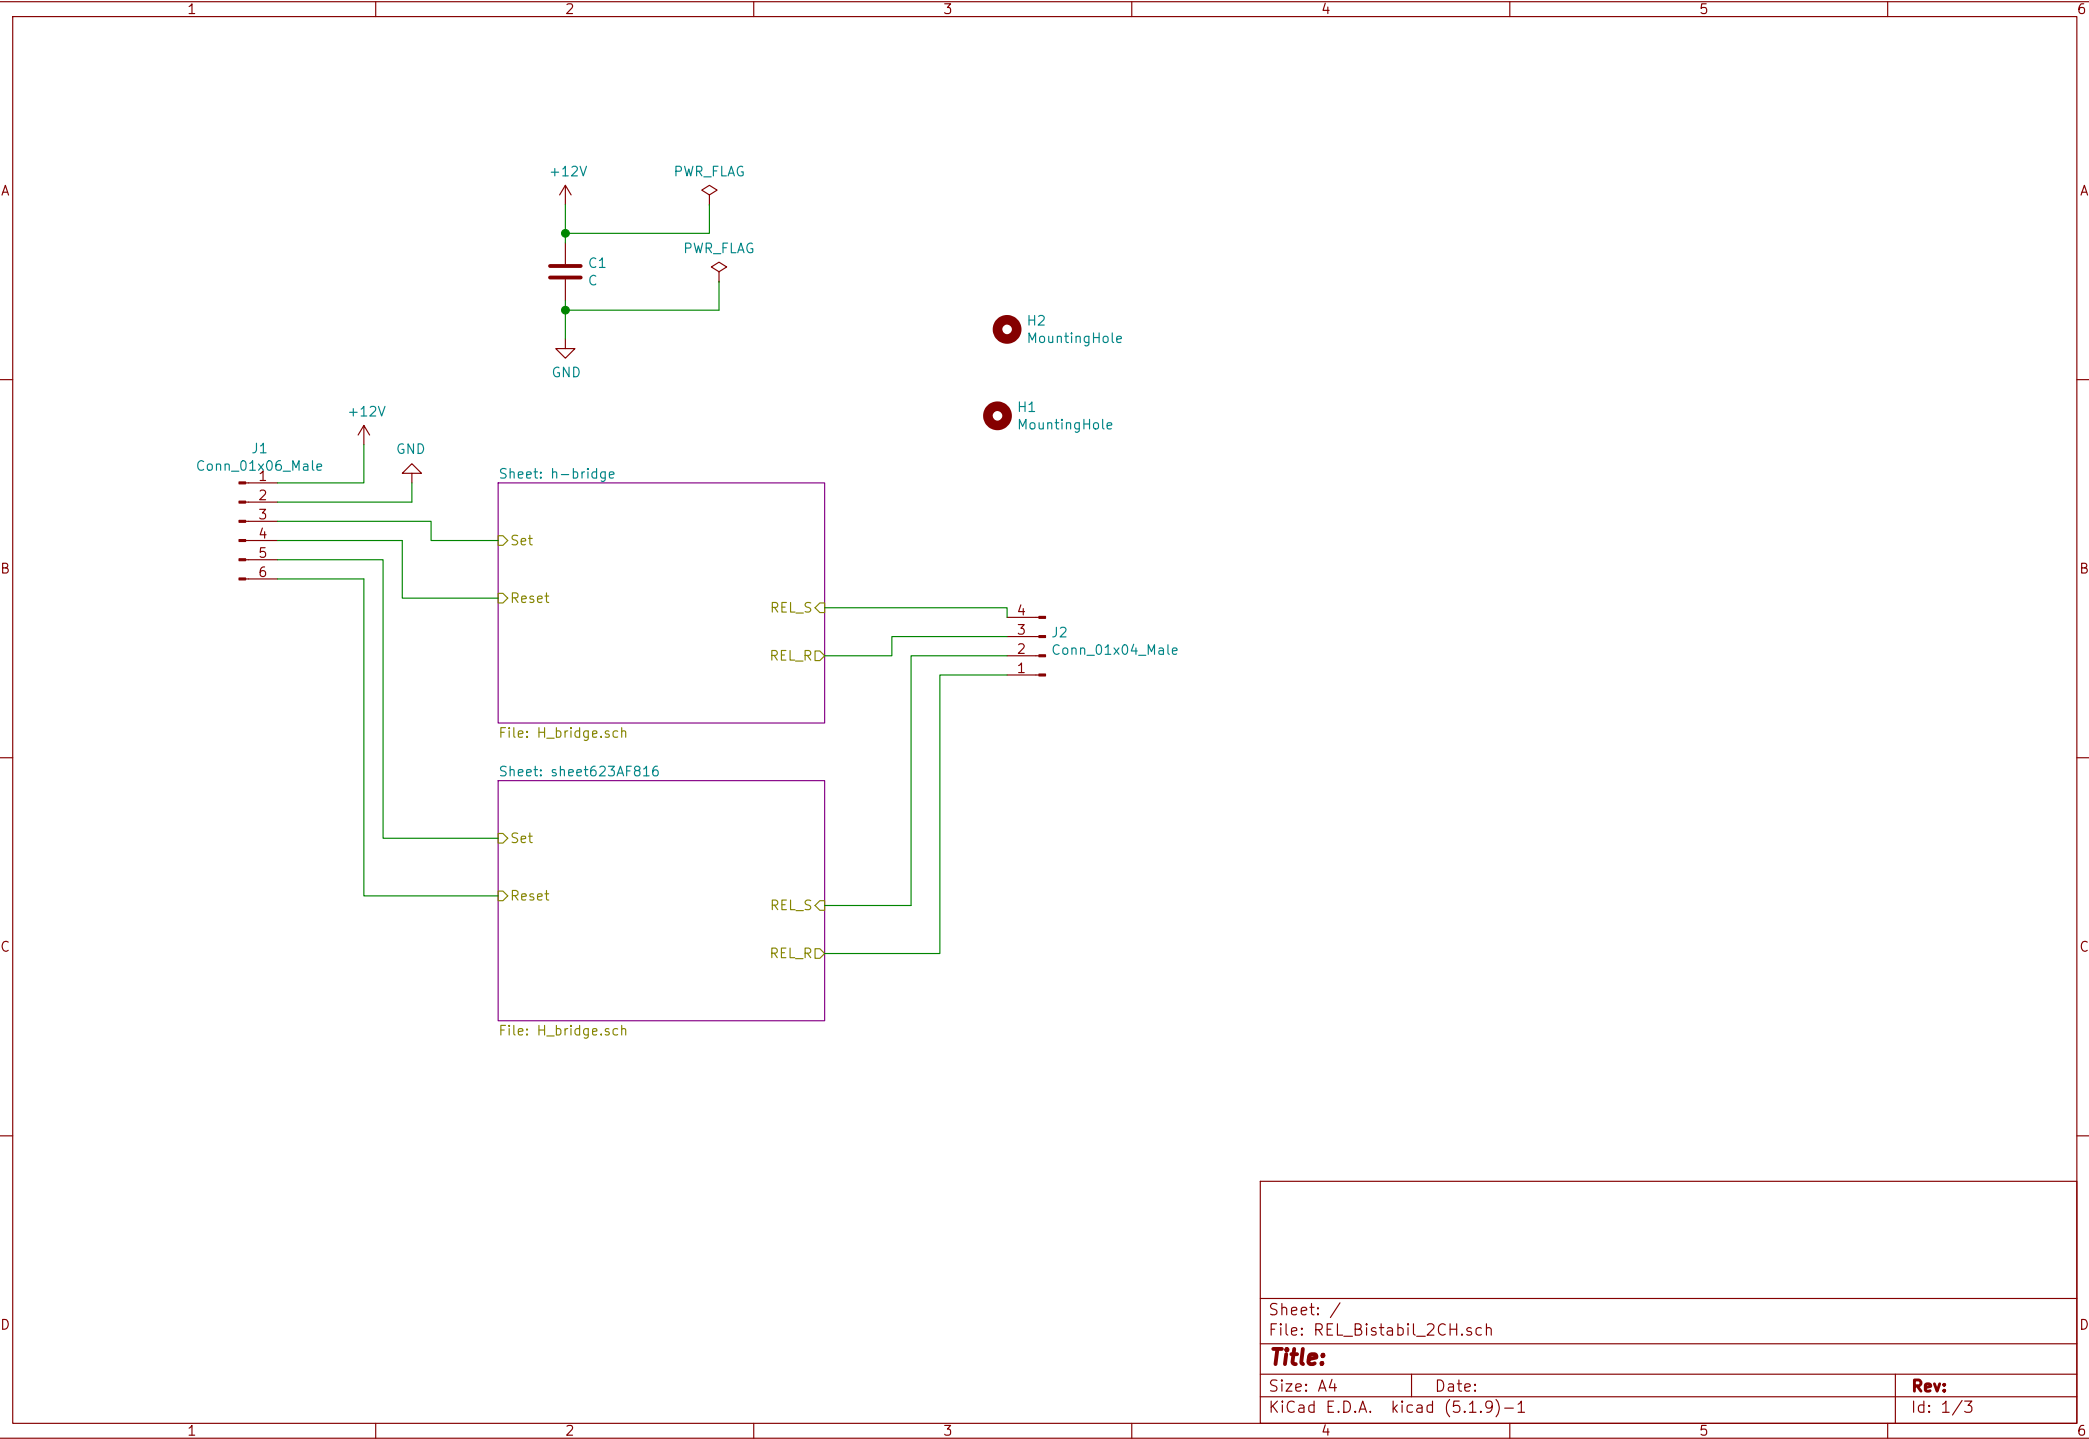 1 2 3 4 5 6
A A
+12V
PWR_FLAG
PWR_FLAG
C1
C
GND
H2
MountingHole
H1
MountingHole
+12V
GND
J1
Conn_01x06_Male
1
2
3
4
5
6
Sheet: h-bridge
Set
Reset
REL_S
REL_R
File: H_bridge.sch
B B
4
3
2
1
J2
Conn_01x04_Male
Sheet: sheet623AF816
Set
Reset
REL_S
REL_R
File: H_bridge.sch
C C
D D
Sheet: /
File: REL_Bistabil_2CH.sch
Title:
Size: A4 Date: Rev:
KiCad E.D.A. kicad (5.1.9)-1 Id: 1/3
1 2 3 4 5 6